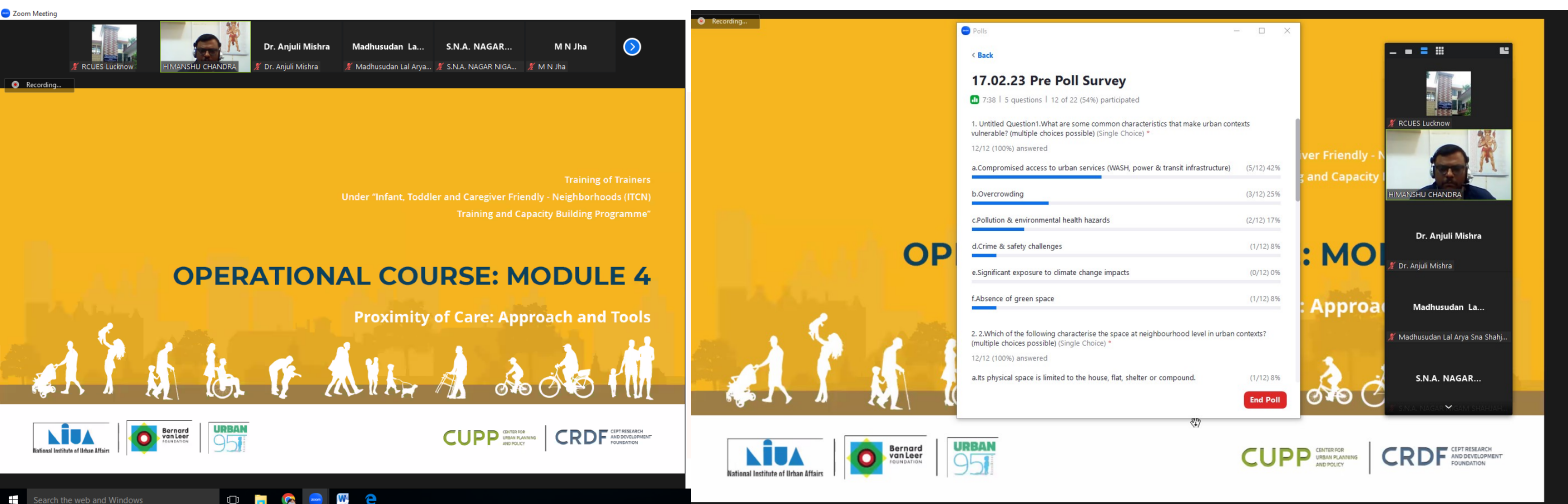 Zoom Meeting
Dr. Anjuli Mishra
Madhusudan La...
S.N.A. NAGAR...
M N Jha
RCUES Lucknow
HIMANSHU CHANDRA
Dr. Anjuli Mishra
Madhusudan Lal Arya...
S.N.A. NAGAR NIGA...
M N Jha
Recording...
Training of Trainers
Under "Infant, Toddler and Caregiver Friendly - Neighborhoods (ITCN)
Training and Capacity Building Programme"
OPERATIONAL COURSE: MODULE 4
Proximity of Care: Approach and Tools
NIUA
National Institute of Urban Affairs
Bernard
van Leer
FOUNDATION
URBAN
95
CUPP
CENTER FOR
URBAN PLANNING
AND POLICY
CRDF
CEPT RESEARCH
AND DEVELOPMENT
FOUNDATION
Search the web and Windows
Recording...
Polls
< Back
17.02.23 Pre Poll Survey
7:38 | 5 questions | 12 of 22 (54%) participated
1. Untitled Question1.What are some common characteristics that make urban contexts
vulnerable? (multiple choices possible) (Single Choice) *
12/12 (100%) answered
a.Compromised access to urban services (WASH, power & transit infrastructure) (5/12) 42%
b.Overcrowding (3/12) 25%
c.Pollution & environmental health hazards (2/12) 17%
d.Crime & safety challenges (1/12) 8%
e.Significant exposure to climate change impacts (0/12) 0%
f.Absence of green space (1/12) 8%
2. 2.Which of the following characterise the space at neighbourhood level in urban contexts?
(multiple choices possible) (Single Choice) *
12/12 (100%) answered
a.Its physical space is limited to the house, flat, shelter or compound. (1/12) 8%
End Poll
ver Friendly - N
g and Capacity
OP
: MO
: Approa
RCUES Lucknow
HIMANSHU CHANDRA
Dr. Anjuli Mishra
Dr. Anjuli Mishra
Madhusudan La...
Madhusudan Lal Arya Sna Shahj...
S.N.A. NAGAR...
NIUA
National Institute of Urban Affairs
Bernard
van Leer
FOUNDATION
URBAN
95
CUPP
CENTER FOR
URBAN PLANNING
AND POLICY
CRDF
CEPT RESEARCH
AND DEVELOPMENT
FOUNDATION